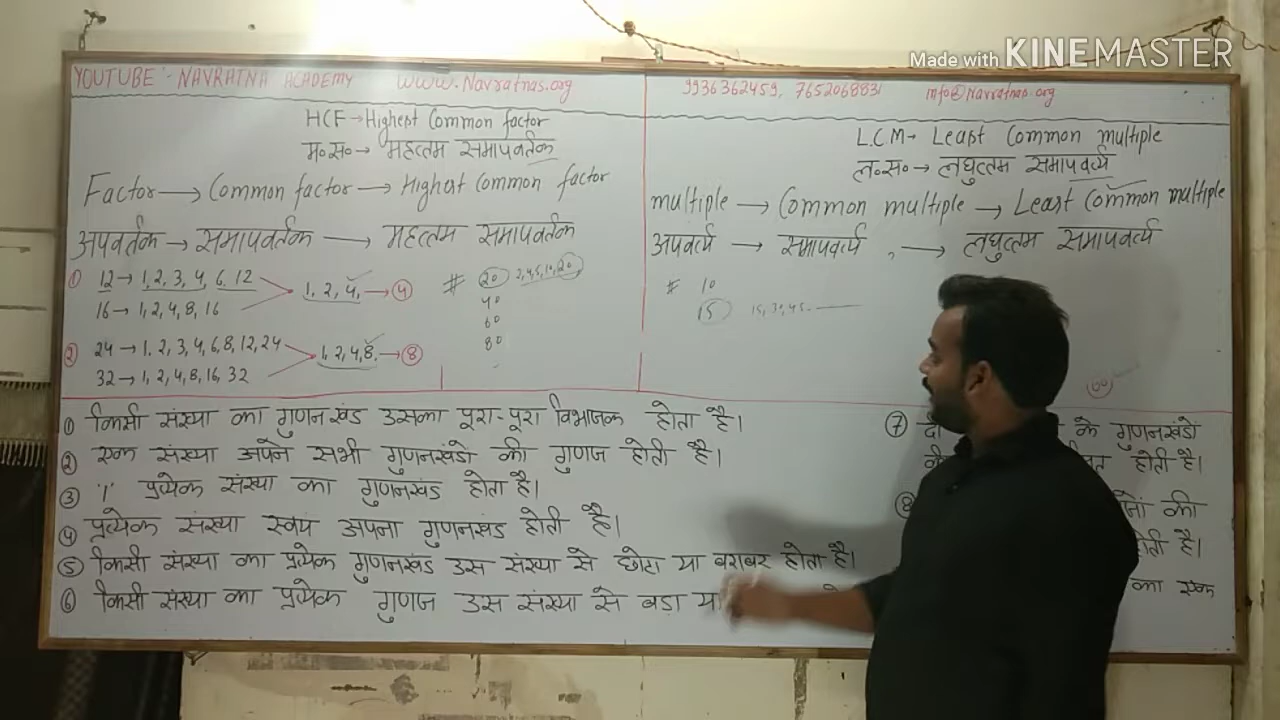 Made with KINEMASTER
YOUTUBE:- NAVRATNA ACADEMY www.Navratnas.org 9936362459, 7652068831 info@Navratnas.org
HCF → Highest Common factor
म॰स॰ → महत्तम समापवर्तक
Factor → Common factor → Highest Common factor
अपवर्तक → समापवर्तक → महत्तम समापवर्तक
① 12 → 1, 2, 3, 4, 6, 12
16 → 1, 2, 4, 8, 16
1, 2, 4, → ④
② 24 → 1, 2, 3, 4, 6, 8, 12, 24
32 → 1, 2, 4, 8, 16, 32
1, 2, 4, 8, → ⑧
# 20 2, 4, 5, 10, 20
40
60
80
L.C.M → Least Common multiple
ल॰स॰ → लघुत्तम समापवर्त्य
multiple → Common multiple → Least Common multiple
अपवर्त्य → समापवर्त्य → लघुत्तम समापवर्त्य
# 10
15 15, 30, 45
60
① किसी संख्या का गुणनखंड उसका पूरा-पूरा विभाजक होता है।
② एक संख्या अपने सभी गुणनखंडो की गुणज होती है।
③ '1' प्रत्येक संख्या का गुणनखंड होता है।
④ प्रत्येक संख्या स्वयं अपना गुणनखंड होती है।
⑤ किसी संख्या का प्रत्येक गुणनखंड उस संख्या से छोटा या बराबर होता है।
⑥ किसी संख्या का प्रत्येक गुणज उस संख्या से बडा या
⑦ के गुणनखंडो
होती है।
⑧ की
होती है।
का एक